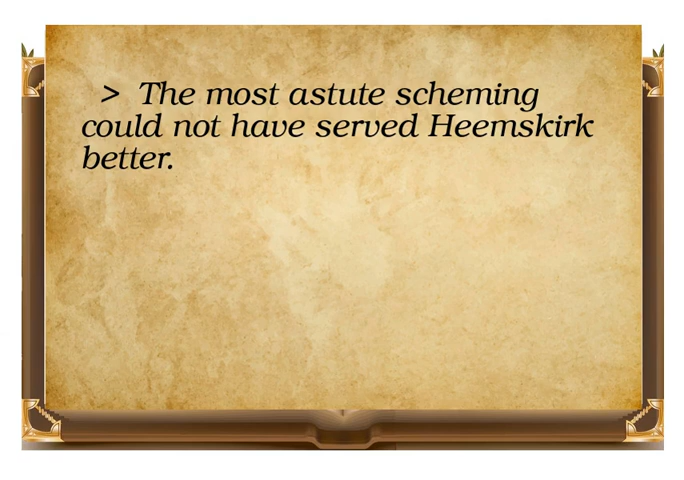 > The most astute scheming
could not have served Heemskirk
better.